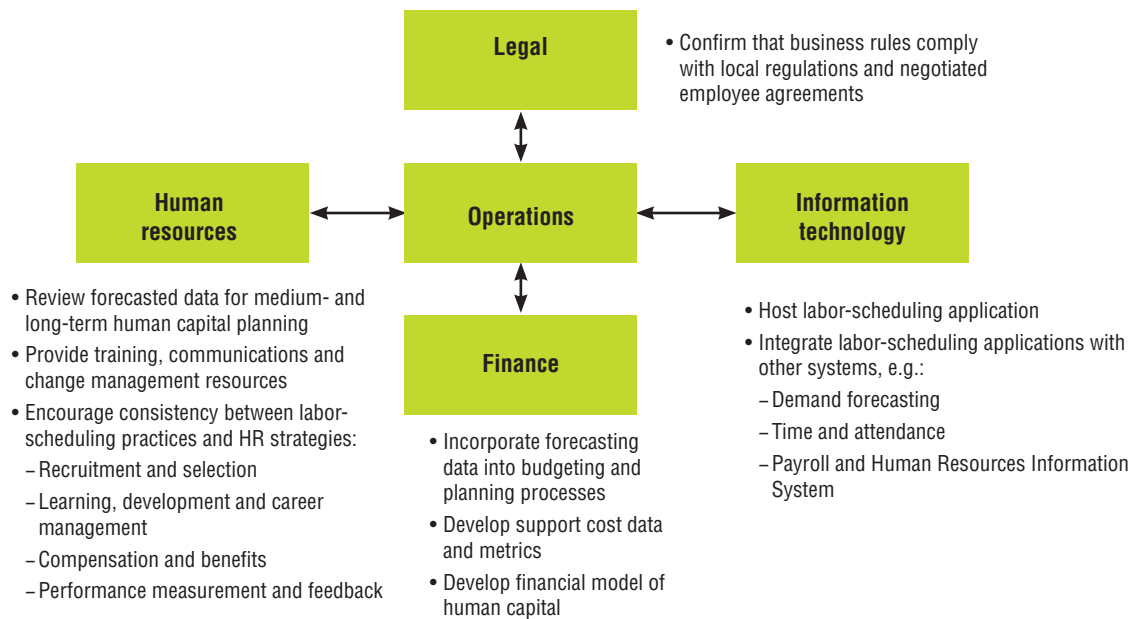 Legal
• Confirm that business rules comply
with local regulations and negotiated
employee agreements
Human
resources
Operations
Information
technology
• Review forecasted data for medium- and
long-term human capital planning
• Provide training, communications and
change management resources
• Encourage consistency between labor-
scheduling practices and HR strategies:
– Recruitment and selection
– Learning, development and career
management
– Compensation and benefits
– Performance measurement and feedback
Finance
• Incorporate forecasting
data into budgeting and
planning processes
• Develop support cost data
and metrics
• Develop financial model of
human capital
• Host labor-scheduling application
• Integrate labor-scheduling applications with
other systems, e.g.:
– Demand forecasting
– Time and attendance
– Payroll and Human Resources Information
System